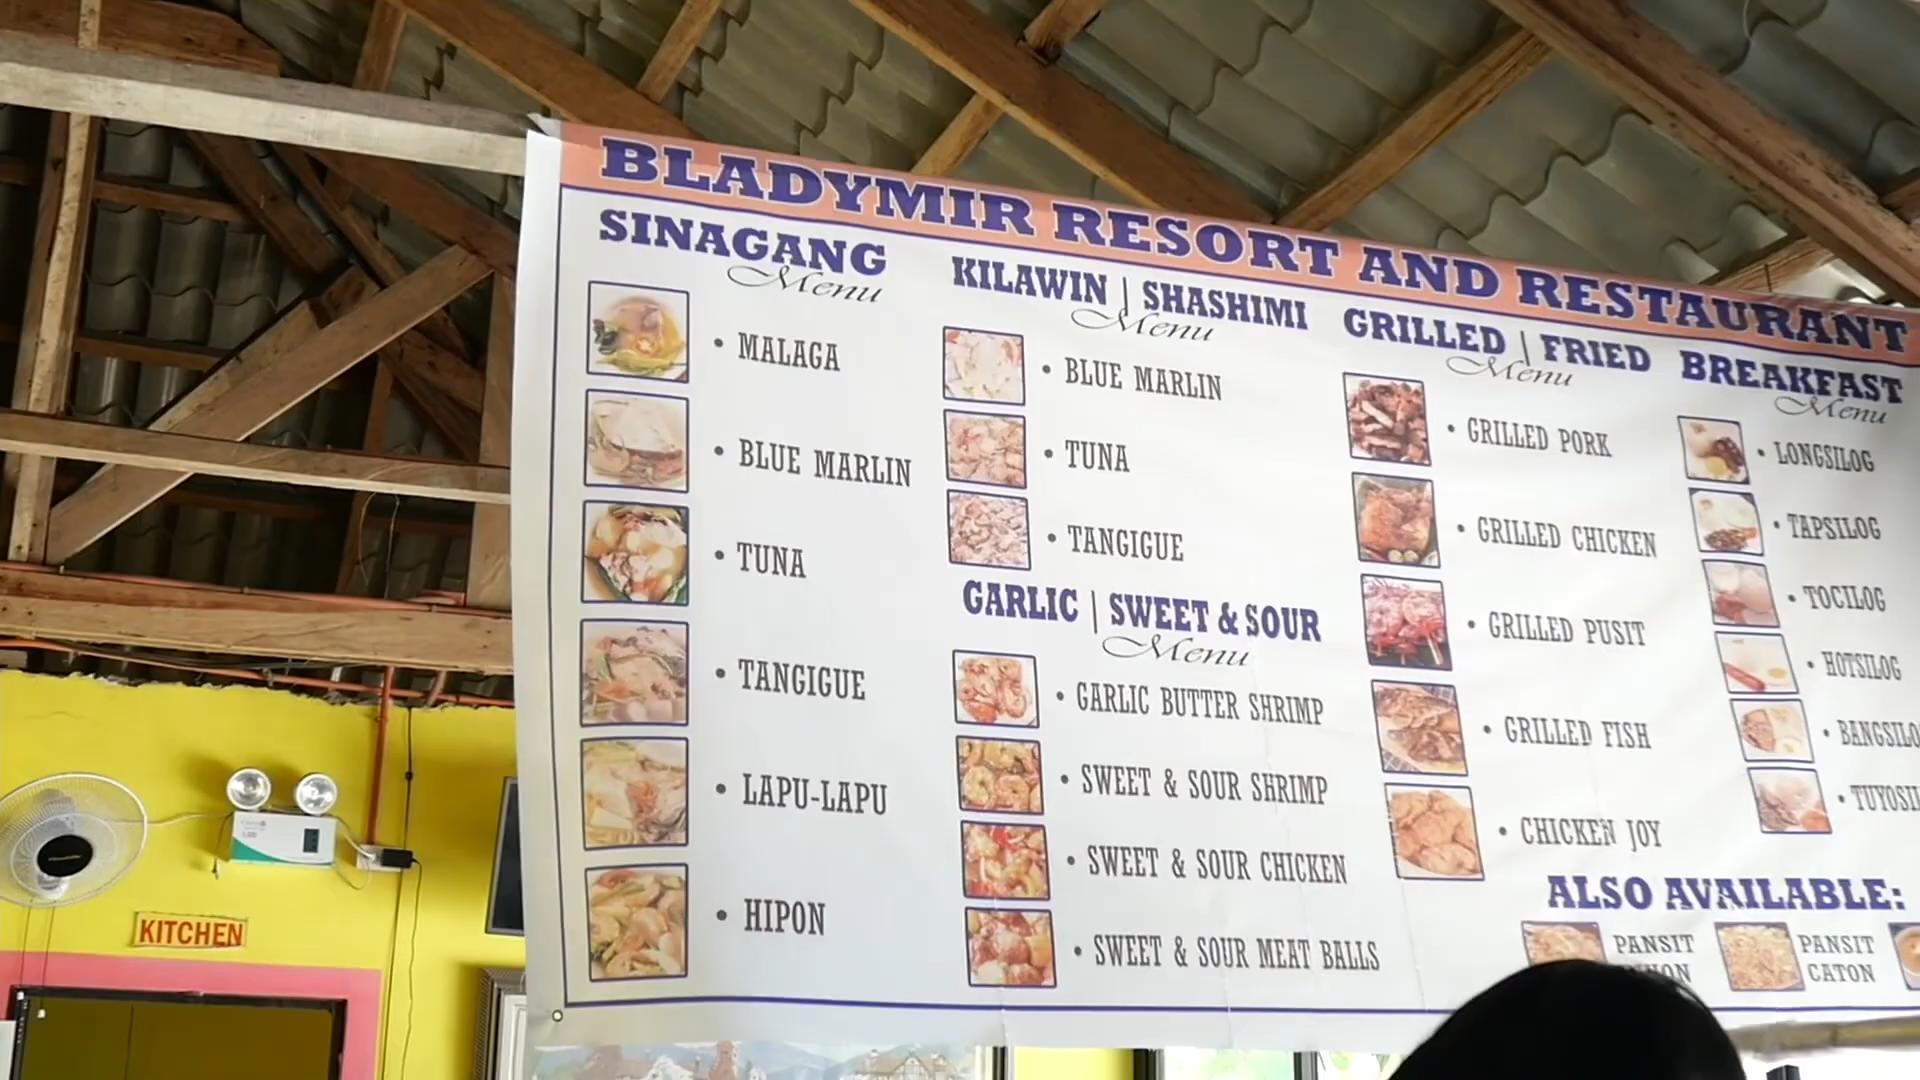 BLADYMIR RESORT AND RESTAURANT
SINAGANG
Menu
• MALAGA
• BLUE MARLIN
• TUNA
• TANGIGUE
• LAPU-LAPU
• HIPON
KILAWIN | SHASHIMI
Menu
• BLUE MARLIN
• TUNA
• TANGIGUE
GARLIC | SWEET & SOUR
Menu
• GARLIC BUTTER SHRIMP
• SWEET & SOUR SHRIMP
• SWEET & SOUR CHICKEN
• SWEET & SOUR MEAT BALLS
GRILLED | FRIED
Menu
• GRILLED PORK
• GRILLED CHICKEN
• GRILLED PUSIT
• GRILLED FISH
• CHICKEN JOY
BREAKFAST
Menu
• LONGSILOG
• TAPSILOG
• TOCILOG
• HOTSILOG
• BANGSILO
• TUYOSIL
ALSO AVAILABLE:
PANSIT
PANSIT
CATON
KITCHEN